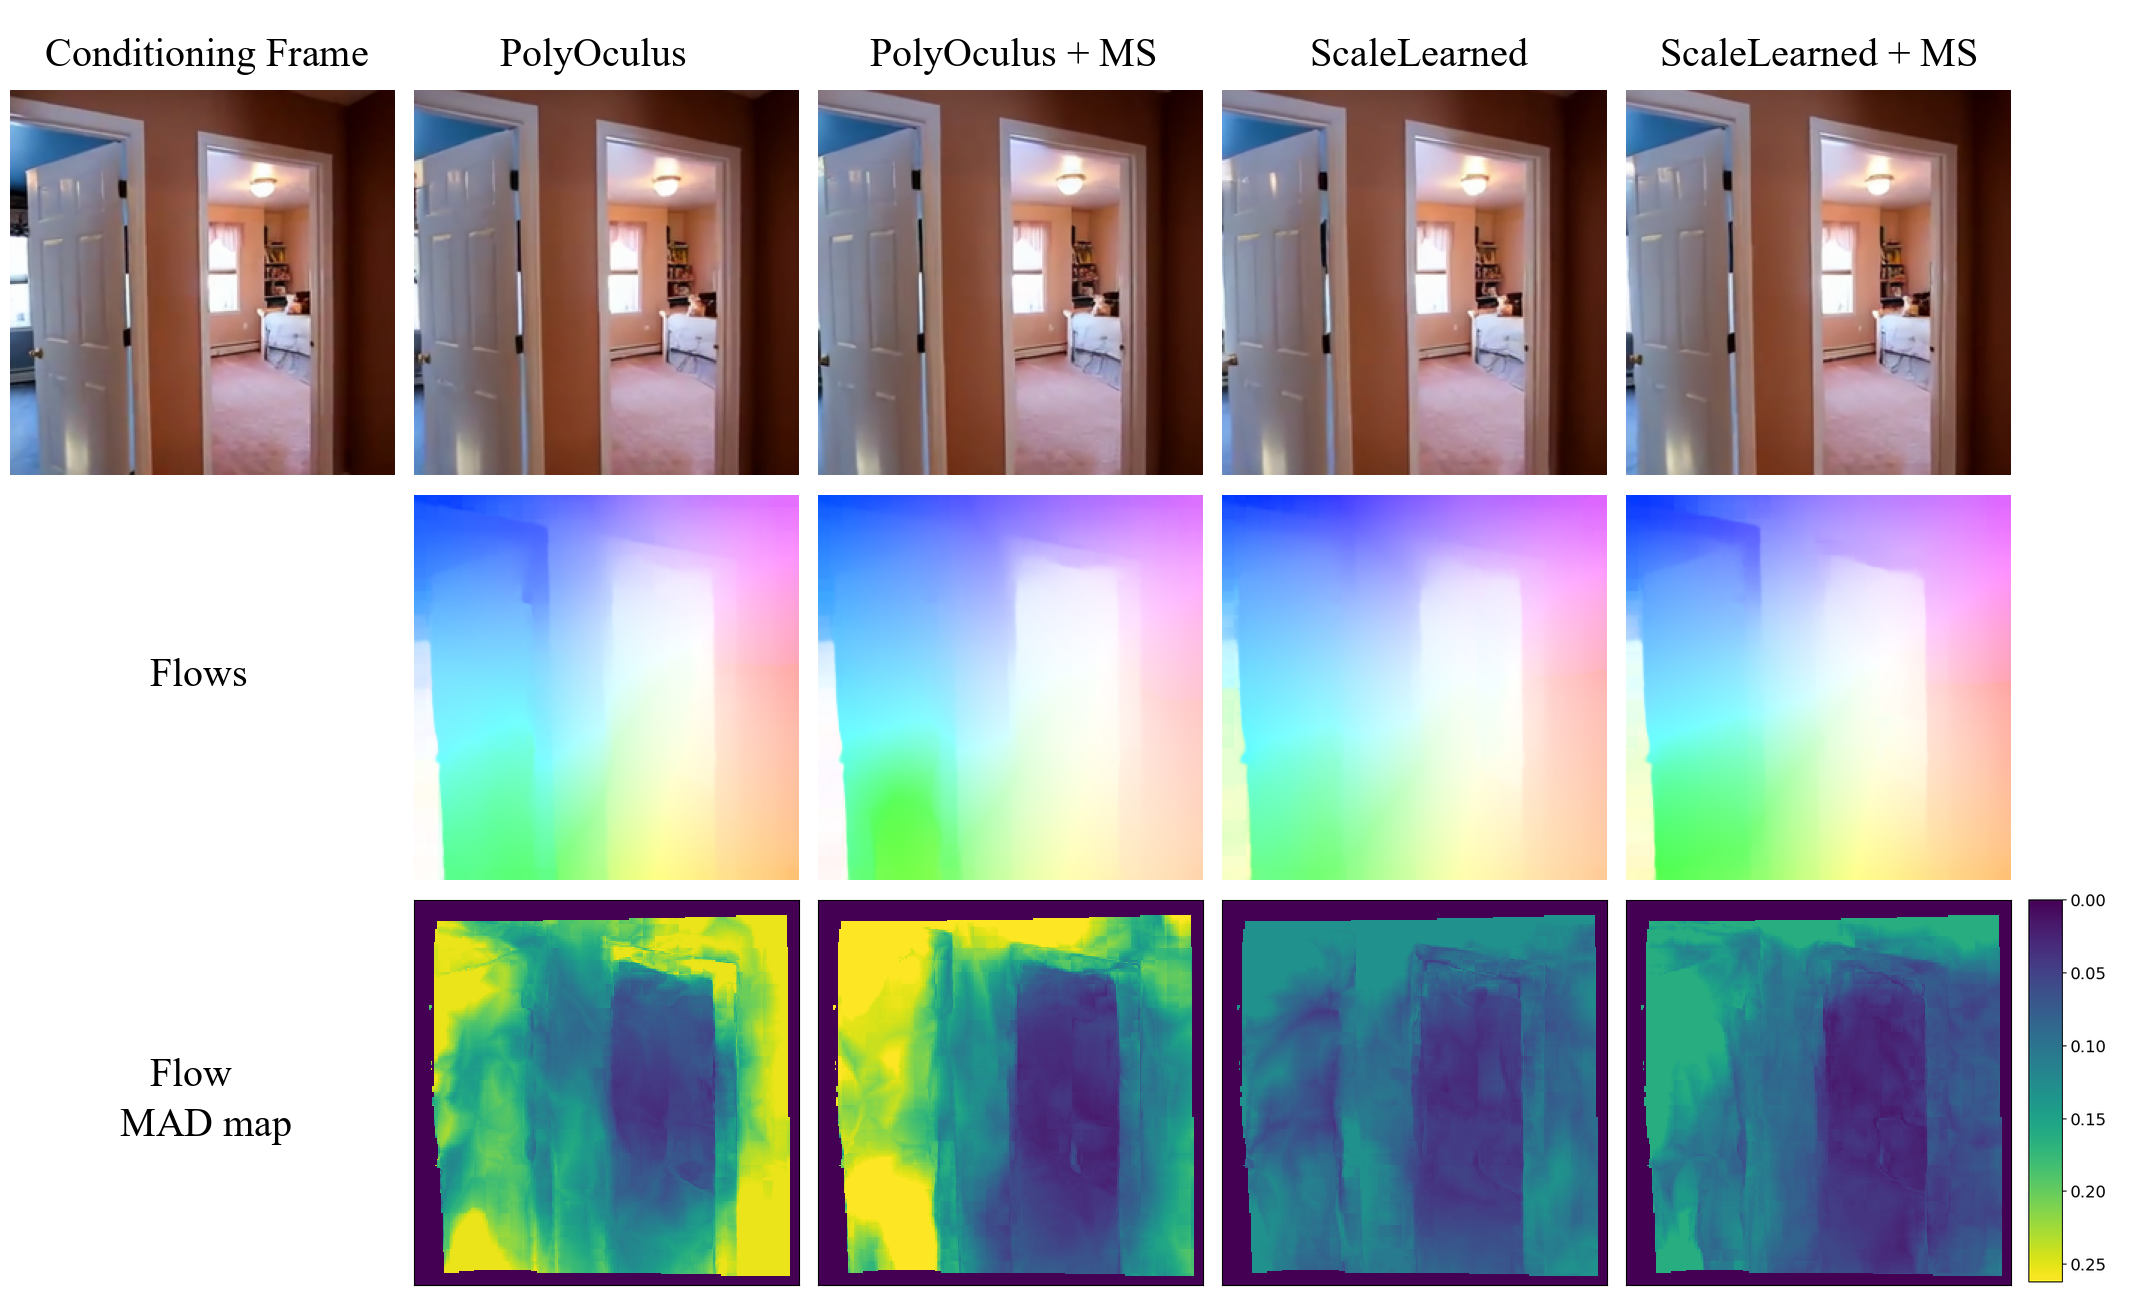 Conditioning Frame
PolyOculus
PolyOculus + MS
ScaleLearned
ScaleLearned + MS
Flows
Flow
MAD map
0.00
0.05
0.10
0.15
0.20
0.25